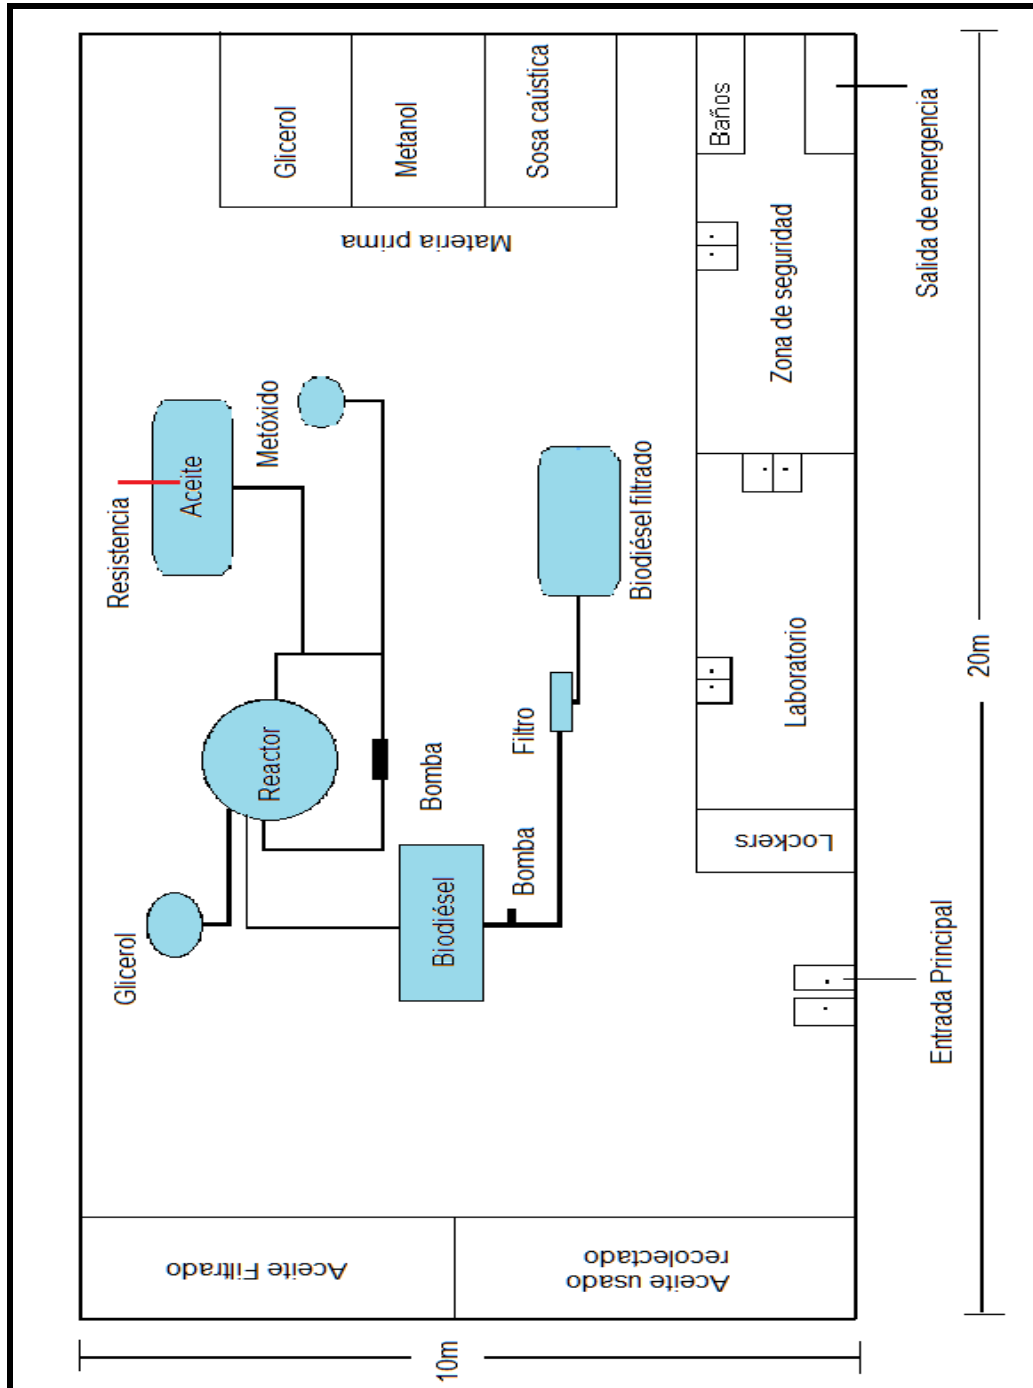 Glicerol
Metanol
Sosa caústica
Materia prima
Baños
Salida de emergencia
Zona de seguridad
Resistencia
Aceite
Metóxido
Biodiésel filtrado
Laboratorio
20m
Reactor
Bomba
Filtro
Bomba
Lockers
Glicerol
Biodiésel
Entrada Principal
Aceite Filtrado
Aceite usado
recolectado
10m